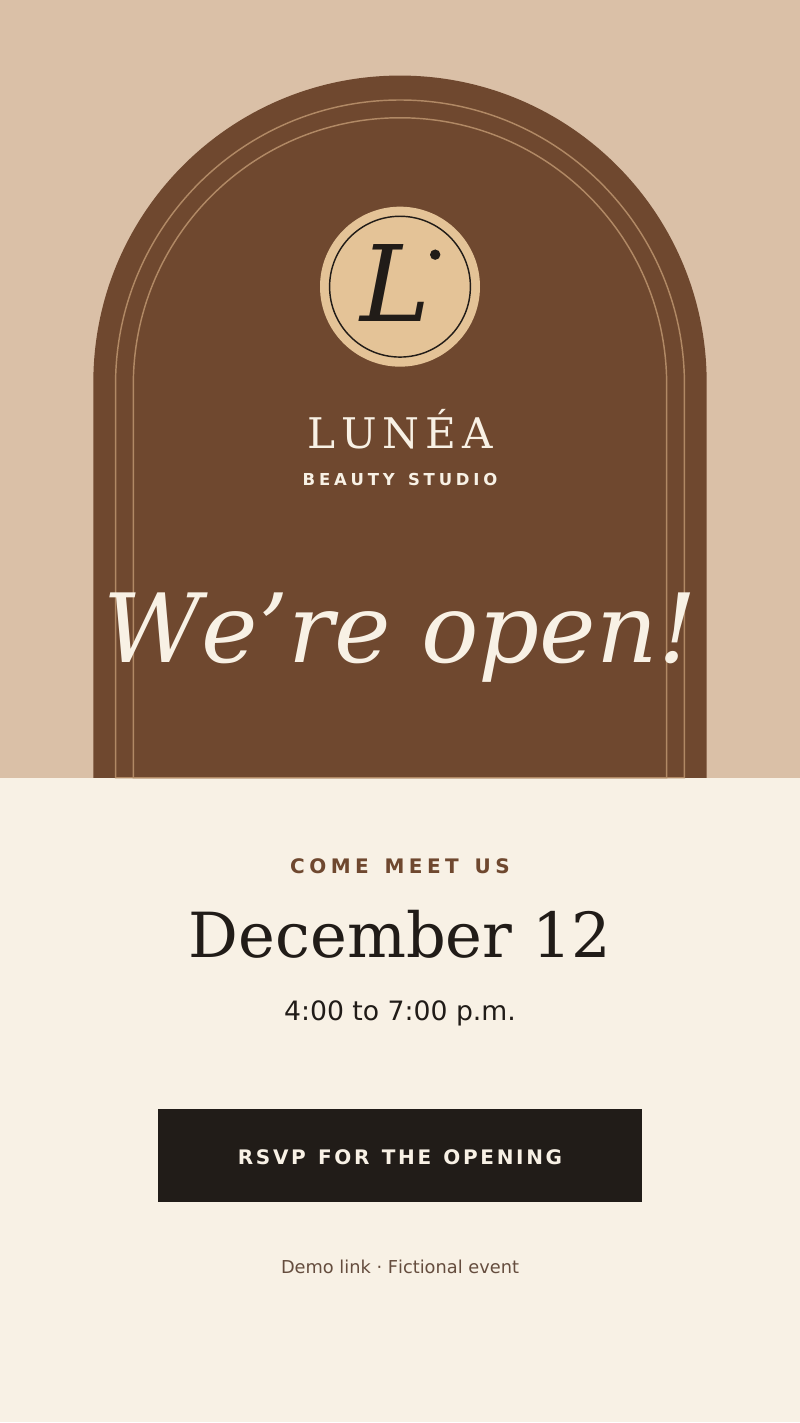 L
LUNÉA
BEAUTY STUDIO
We’re open!
COME MEET US
December 12
4:00 to 7:00 p.m.
RSVP FOR THE OPENING
Demo link · Fictional event